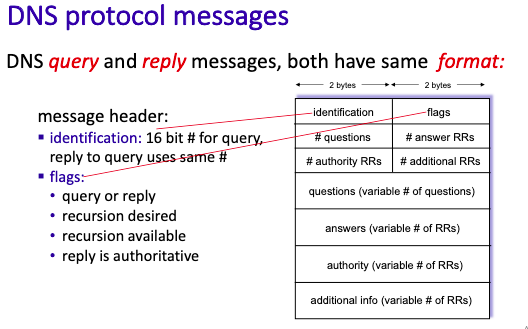 DNS protocol messages
DNS query and reply messages, both have same format:
message header:
▪ identification: 16 bit # for query,
reply to query uses same #
▪ flags:
• query or reply
• recursion desired
• recursion available
• reply is authoritative
2 bytes
2 bytes
identification
flags
# questions
# answer RRs
# authority RRs
# additional RRs
questions (variable # of questions)
answers (variable # of RRs)
authority (variable # of RRs)
additional info (variable # of RRs)